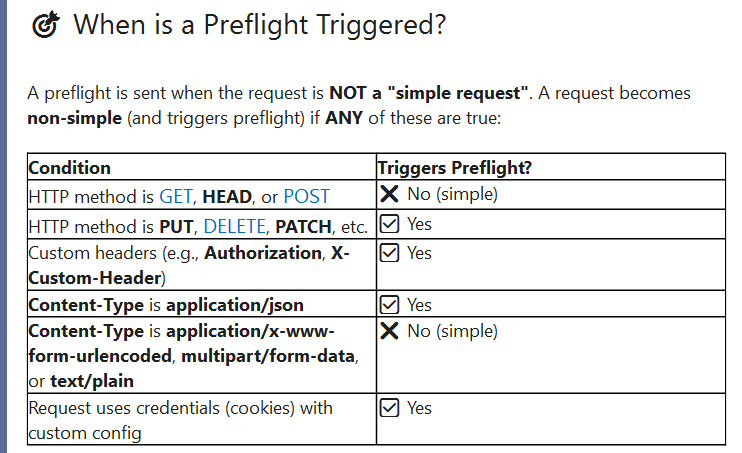 When is a Preflight Triggered?
A preflight is sent when the request is NOT a "simple request". A request becomes
non-simple (and triggers preflight) if ANY of these are true:
Condition Triggers Preflight?
HTTP method is GET, HEAD, or POST ❌ No (simple)
HTTP method is PUT, DELETE, PATCH, etc. ☑ Yes
Custom headers (e.g., Authorization, X- ☑ Yes
Custom-Header)
Content-Type is application/json ☑ Yes
Content-Type is application/x-www- ❌ No (simple)
form-urlencoded, multipart/form-data,
or text/plain
Request uses credentials (cookies) with ☑ Yes
custom config